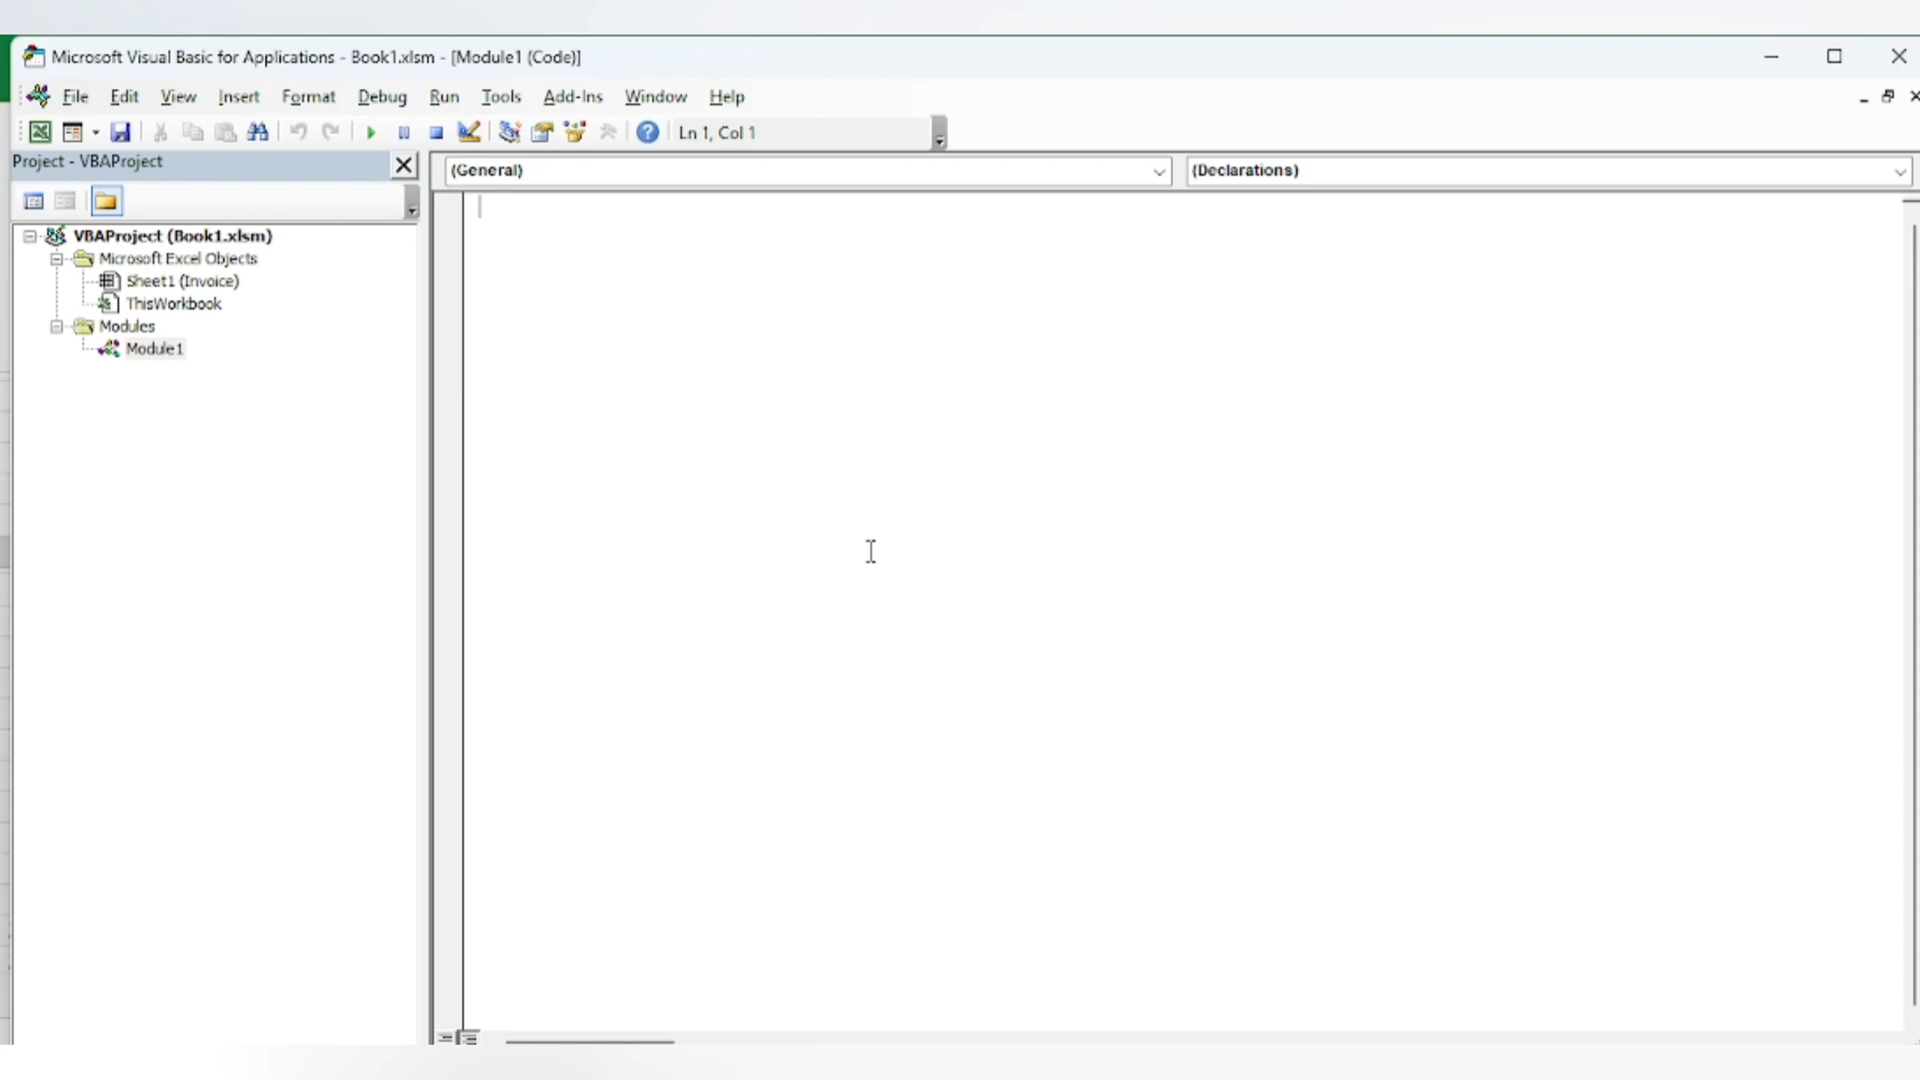 Microsoft Visual Basic for Applications - Book1.xlsm - [Module1 (Code)]
File Edit View Insert Format Debug Run Tools Add-Ins Window Help
Ln 1, Col 1
Project - VBAProject
(General) (Declarations)
VBAProject (Book1.xlsm)
Microsoft Excel Objects
Sheet1 (Invoice)
ThisWorkbook
Modules
Module1